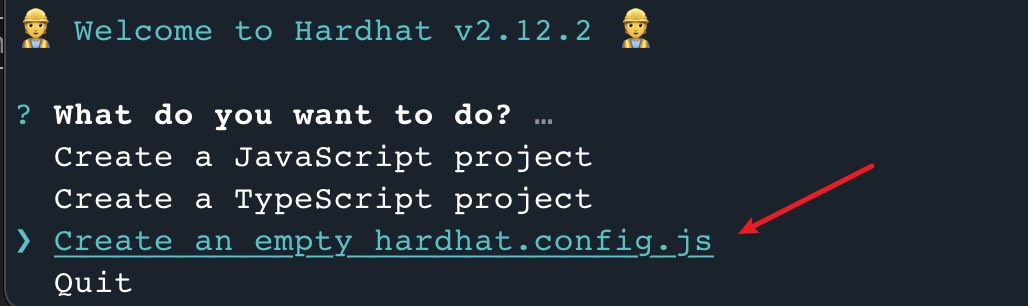 👷 Welcome to Hardhat v2.12.2 👷
? What do you want to do? …
Create a JavaScript project
Create a TypeScript project
❯ Create an empty hardhat.config.js
Quit